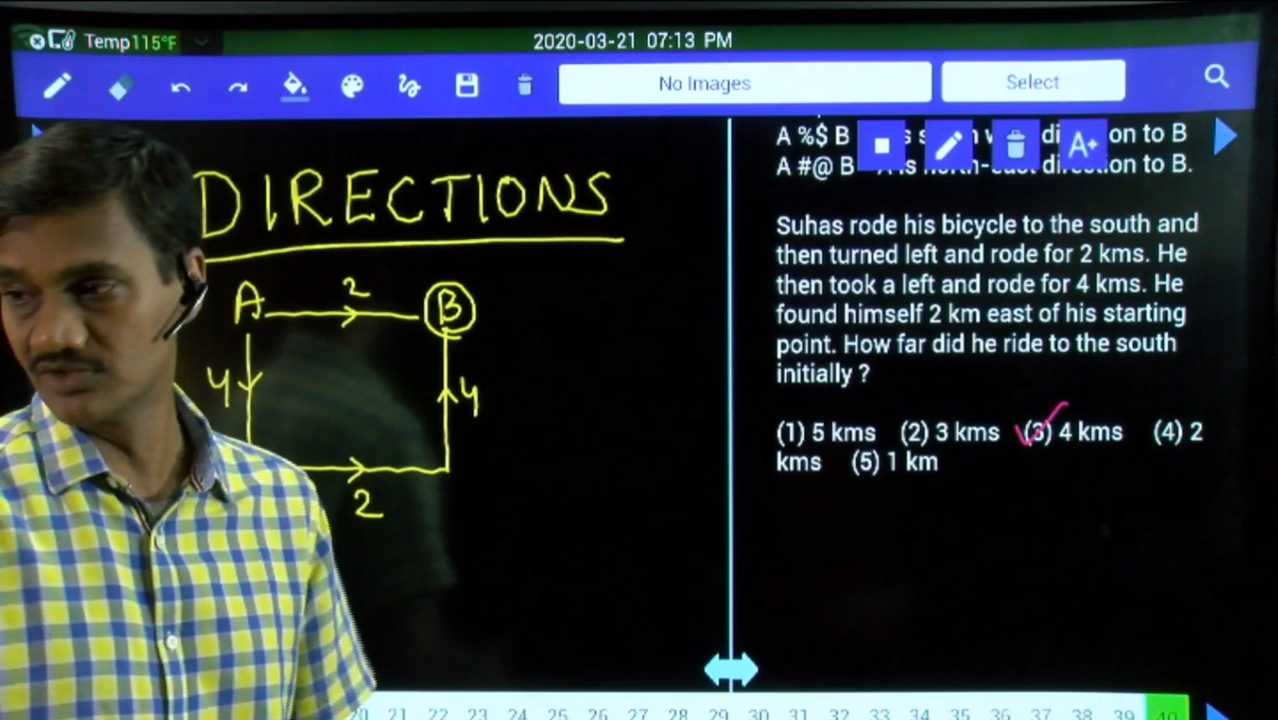 Temp115°F
2020-03-21 07:13 PM
No Images
Select
DIRECTIONS
A 2 B
4 4
2
A %$ B on to B
A+
A #@ B direction to B.
Suhas rode his bicycle to the south and
then turned left and rode for 2 kms. He
then took a left and rode for 4 kms. He
found himself 2 km east of his starting
point. How far did he ride to the south
initially ?
(1) 5 kms (2) 3 kms (3) 4 kms (4) 2
kms (5) 1 km
20 21 22 23 24 25 26 27 28 29 30 31 32 33 34 35 36 37 38 39 40